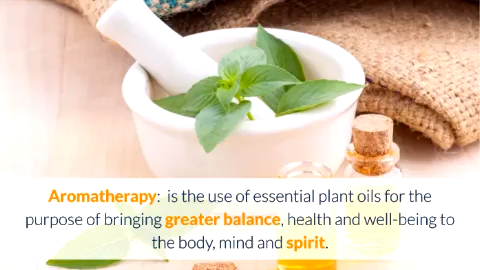 Aromatherapy:  is the use of essential plant oils for the
purpose of bringing greater balance, health and well-being to
the body, mind and spirit.